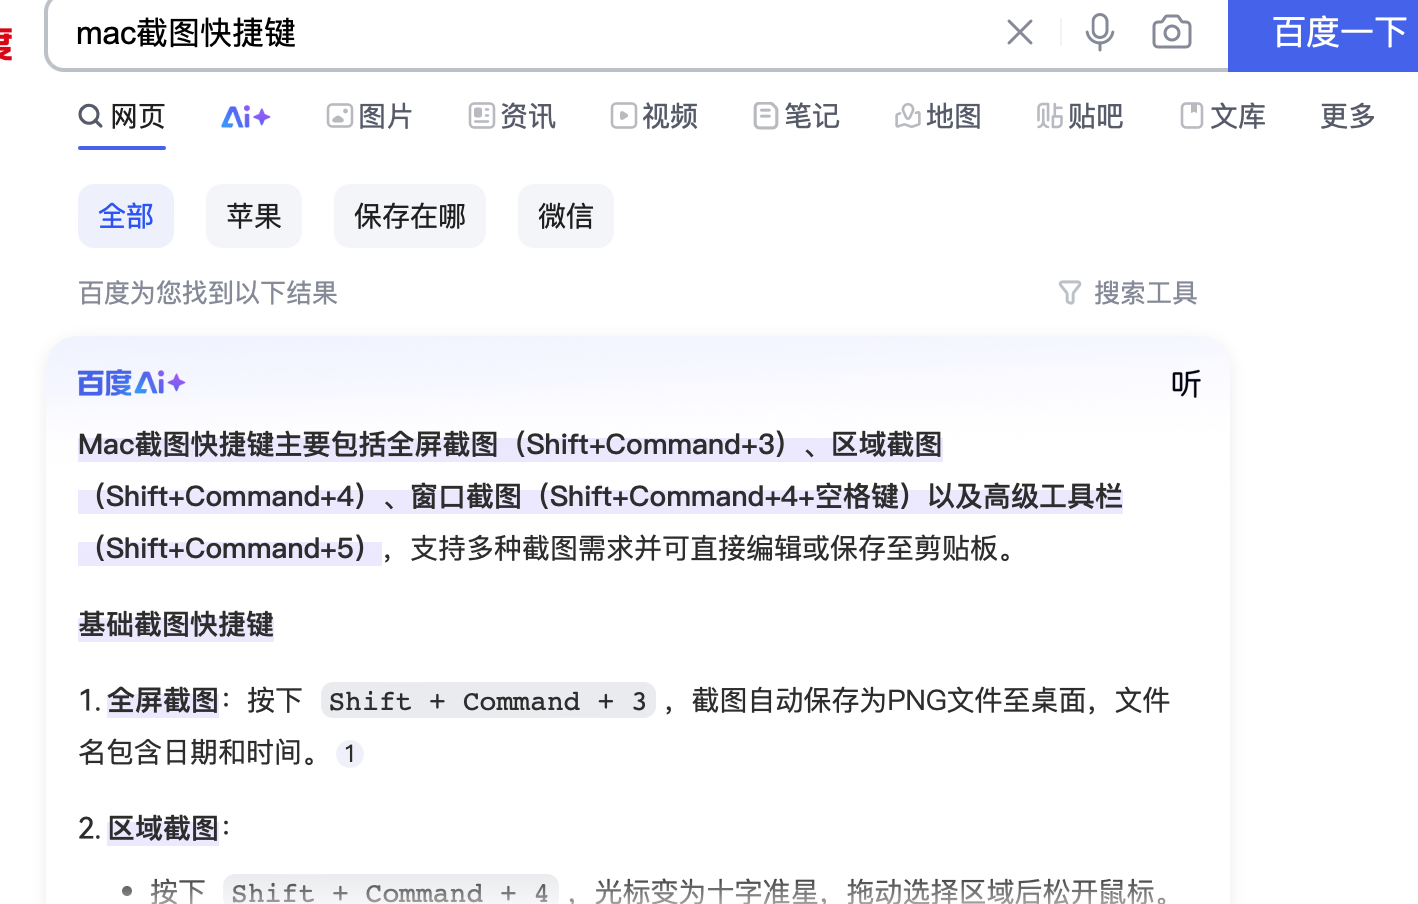 mac截图快捷键
百度一下
网页 Ai 图片 资讯 视频 笔记 地图 贴吧 文库 更多
全部 苹果 保存在哪 微信
百度为您找到以下结果 搜索工具
百度Ai 听
Mac截图快捷键主要包括全屏截图（Shift+Command+3）、区域截图
（Shift+Command+4）、窗口截图（Shift+Command+4+空格键）以及高级工具栏
（Shift+Command+5），支持多种截图需求并可直接编辑或保存至剪贴板。
基础截图快捷键
1. 全屏截图：按下 Shift + Command + 3 ，截图自动保存为PNG文件至桌面，文件
名包含日期和时间。 1
2. 区域截图：
• 按下 Shift + Command + 4 ，光标变为十字准星，拖动选择区域后松开鼠标。